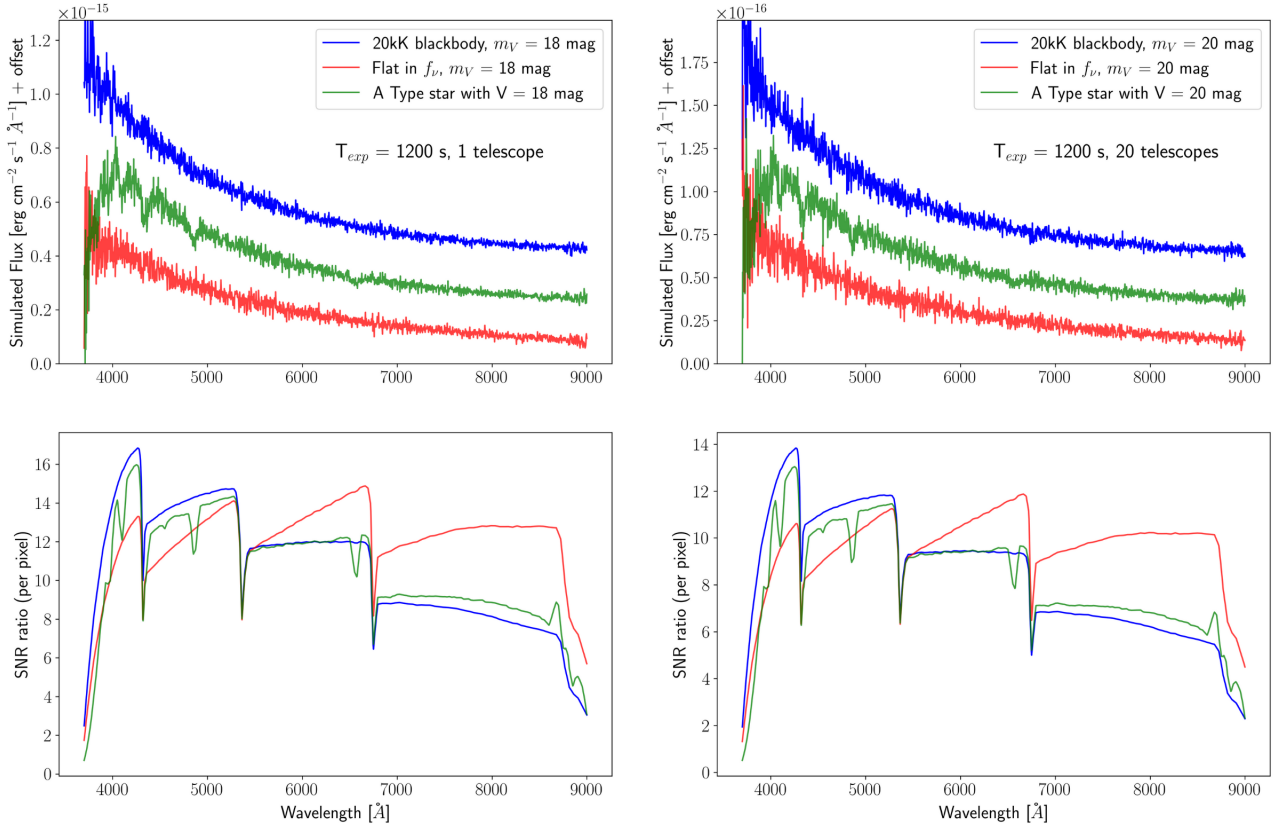 ×10⁻¹⁵
Simulated Flux [erg cm⁻² s⁻¹ Å⁻¹] + offset
1.2
1.0
0.8
0.6
0.4
0.2
0.0
20kK blackbody, m_V = 18 mag
Flat in f_ν, m_V = 18 mag
A Type star with V = 18 mag
T_exp = 1200 s, 1 telescope
4000 5000 6000 7000 8000 9000
×10⁻¹⁶
Simulated Flux [erg cm⁻² s⁻¹ Å⁻¹] + offset
1.75
1.50
1.25
1.00
0.75
0.50
0.25
0.00
20kK blackbody, m_V = 20 mag
Flat in f_ν, m_V = 20 mag
A Type star with V = 20 mag
T_exp = 1200 s, 20 telescopes
4000 5000 6000 7000 8000 9000
SNR ratio (per pixel)
16
14
12
10
8
6
4
2
0
4000 5000 6000 7000 8000 9000
Wavelength [Å]
SNR ratio (per pixel)
14
12
10
8
6
4
2
0
4000 5000 6000 7000 8000 9000
Wavelength [Å]